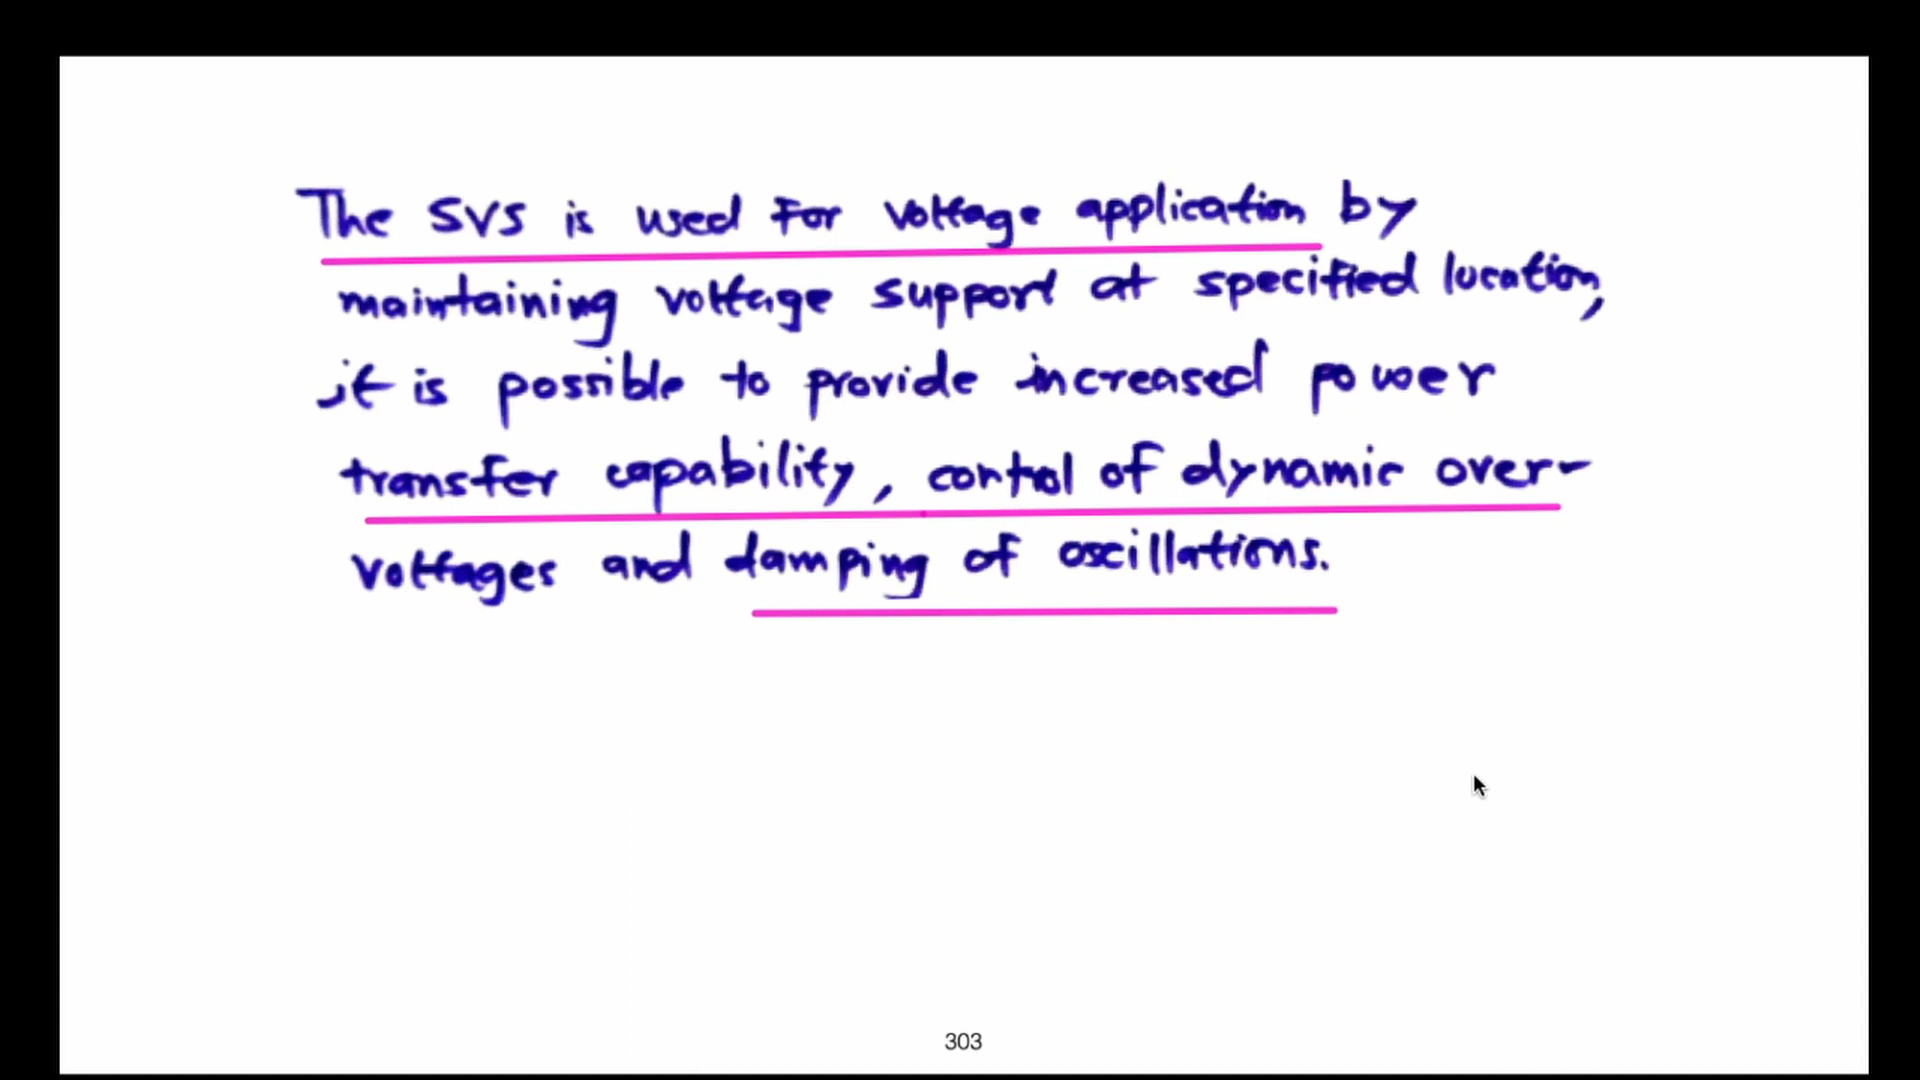 The SVS is used for voltage application by
maintaining voltage support at specified location,
it is possible to provide increased power
transfer capability, control of dynamic over-
voltages and damping of oscillations.
303